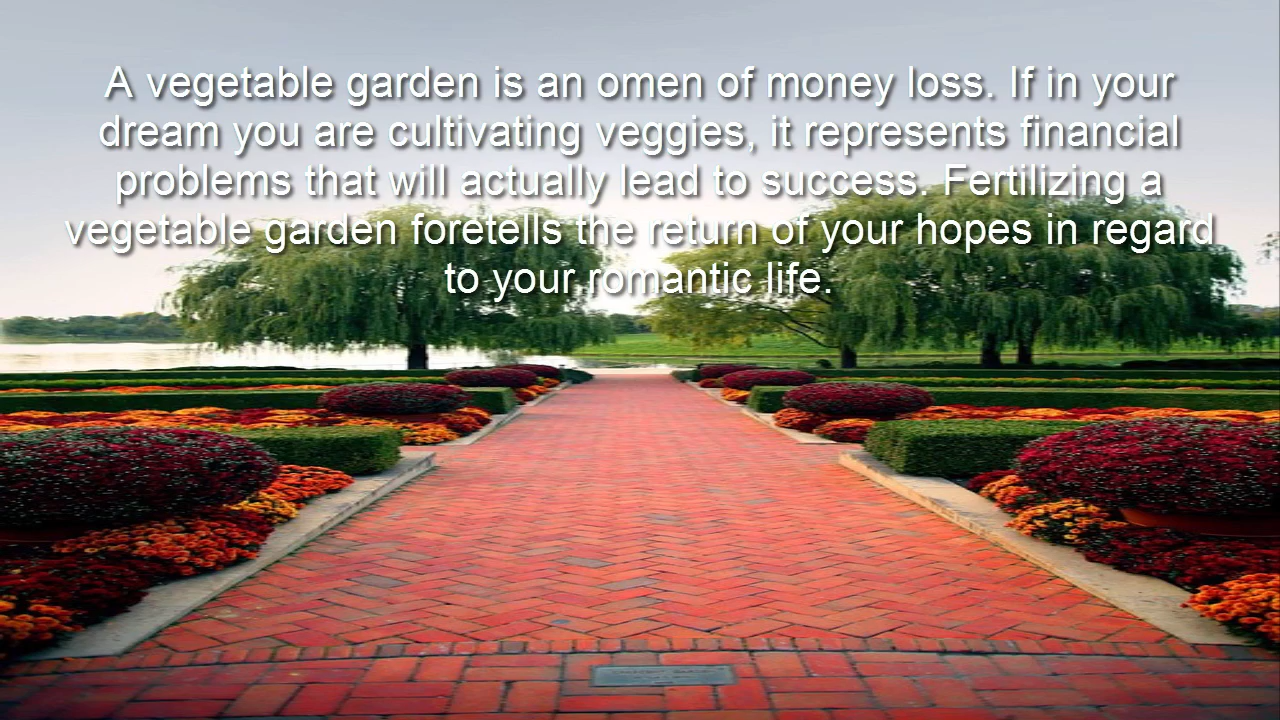 A vegetable garden is an omen of money loss. If in your
dream you are cultivating veggies, it represents financial
problems that will actually lead to success. Fertilizing a
vegetable garden foretells the return of your hopes in regard
to your romantic life.